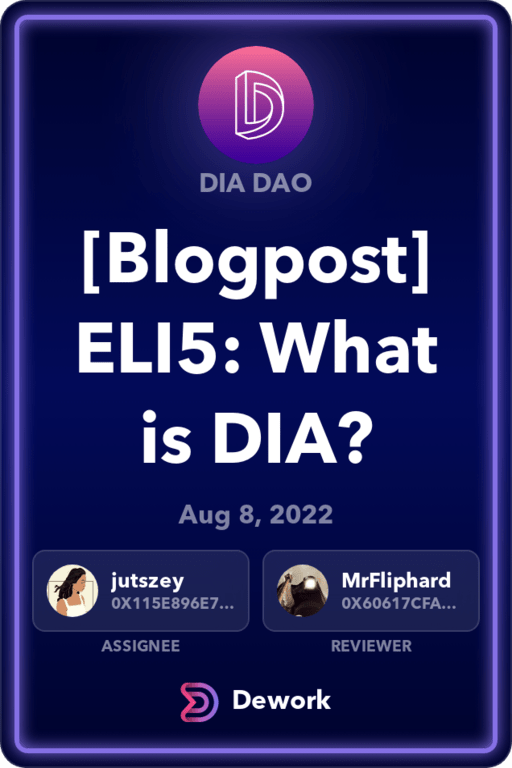 DIA DAO
[Blogpost]
ELI5: What
is DIA?
Aug 8, 2022
jutszey
0X115E896E7...
ASSIGNEE
MrFliphard
0X60617CFA...
REVIEWER
Dework